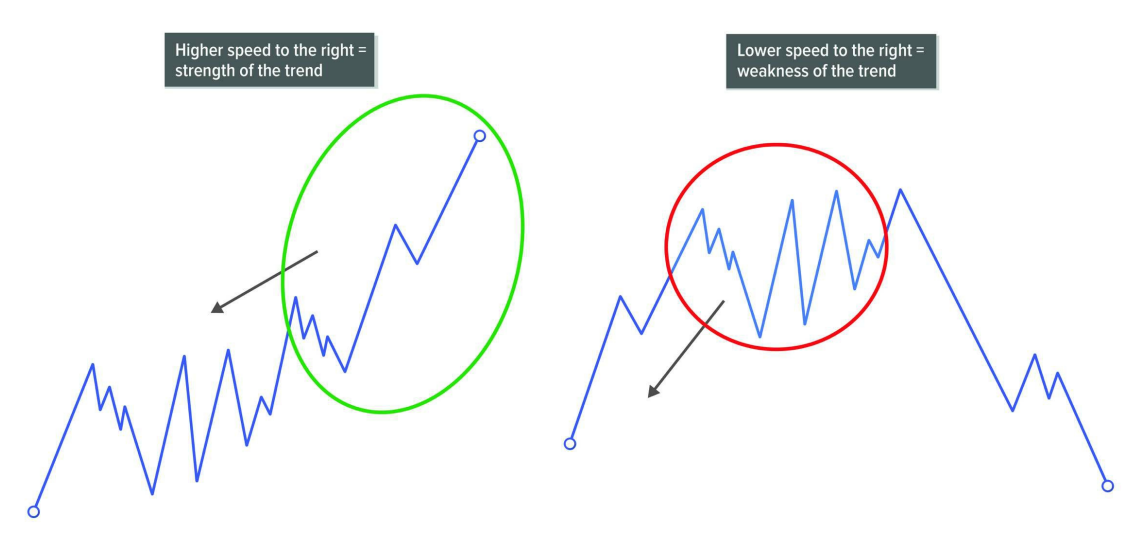 Higher speed to the right =
strength of the trend
Lower speed to the right =
weakness of the trend